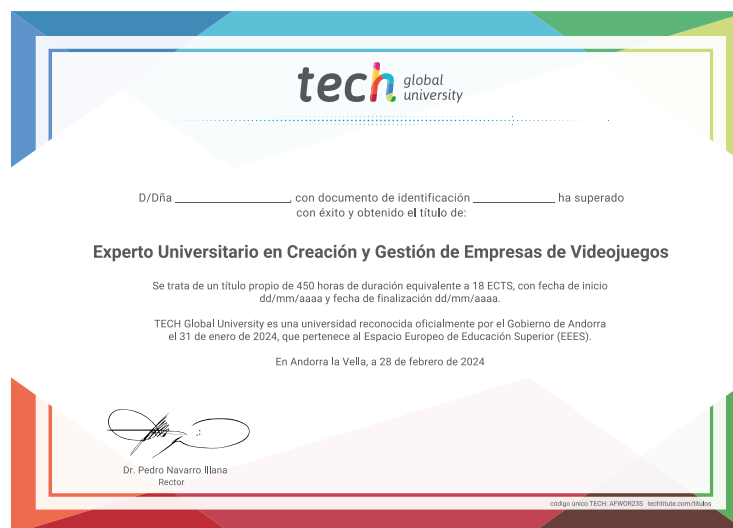 tech global university
D/Dña ____________________, con documento de identificación ______________ ha superado
con éxito y obtenido el título de:
Experto Universitario en Creación y Gestión de Empresas de Videojuegos
Se trata de un título propio de 450 horas de duración equivalente a 18 ECTS, con fecha de inicio
dd/mm/aaaa y fecha de finalización dd/mm/aaaa.
TECH Global University es una universidad reconocida oficialmente por el Gobierno de Andorra
el 31 de enero de 2024, que pertenece al Espacio Europeo de Educación Superior (EEES).
En Andorra la Vella, a 28 de febrero de 2024
Dr. Pedro Navarro Illana
Rector
código único TECH: AFWOR23S techtitute.com/titulos